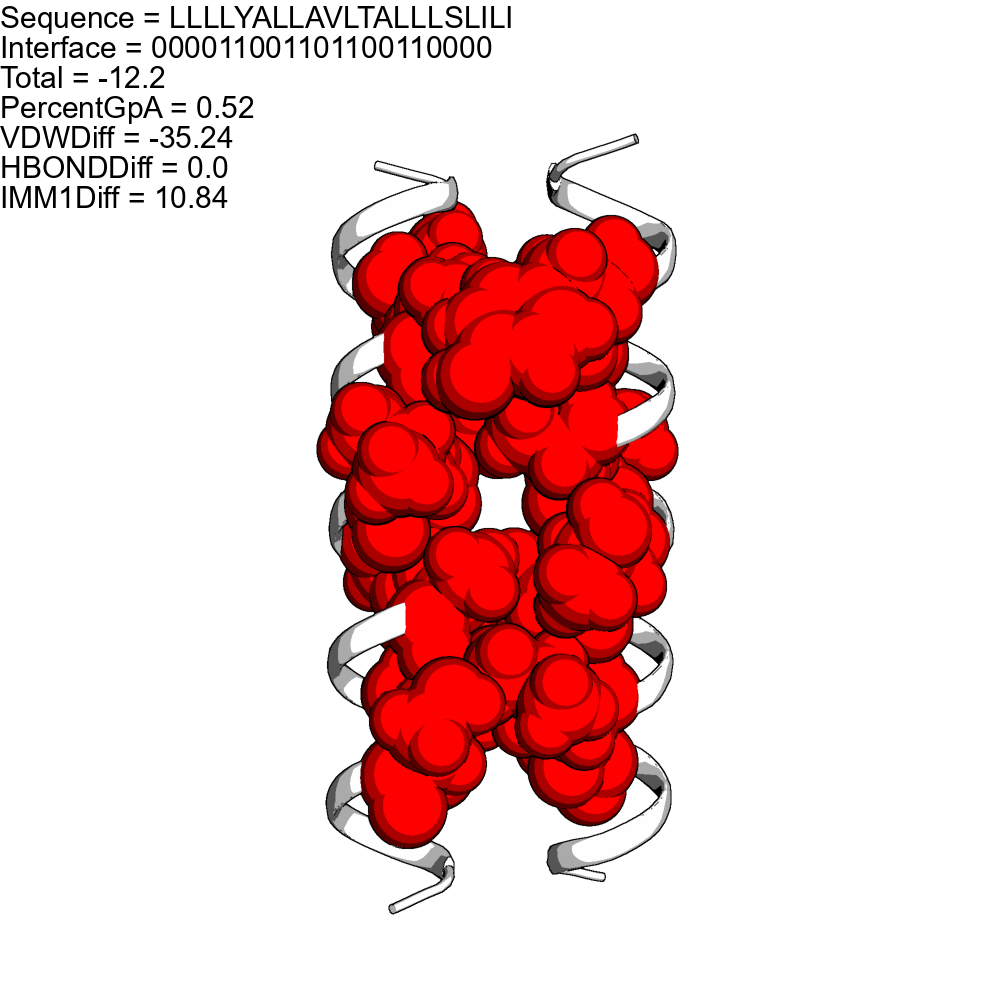 Sequence = LLLLYALLAVLTALLLSLILI
Interface = 000011001101100110000
Total = -12.2
PercentGpA = 0.52
VDWDiff = -35.24
HBONDDiff = 0.0
IMM1Diff = 10.84